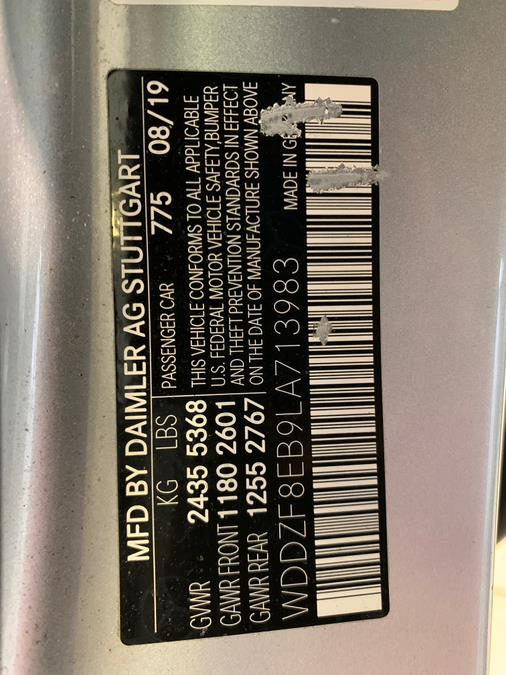 MFD BY DAIMLER AG STUTTGART
KG LBS PASSENGER CAR 775 08/19
GVWR 2435 5368 THIS VEHICLE CONFORMS TO ALL APPLICABLE
U.S. FEDERAL MOTOR VEHICLE SAFETY,BUMPER
GAWR FRONT 1180 2601 AND THEFT PREVENTION STANDARDS IN EFFECT
GAWR REAR 1255 2767 ON THE DATE OF MANUFACTURE SHOWN ABOVE
WDDZF8EB9LA713983 MADE IN